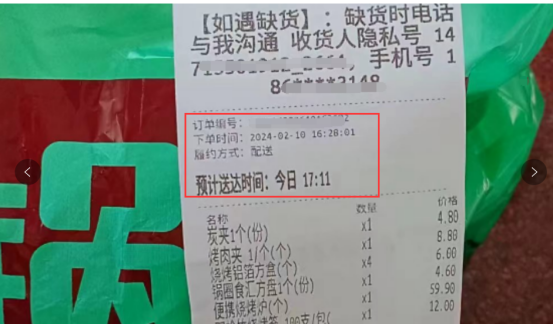 【如遇缺货】：缺货时电话
与我沟通 收货人隐私号 14
手机号 1
86****2148
订单编号：
下单时间：2024-02-10 16:28:01
履约方式：配送
预计送达时间：今日 17:11
名称 数量 价格
炭夹1个(份) x1 4.80
烤肉夹 1/个(个) x1 8.80
烧烤铝箔方盒(个) x4 6.00
锅圈食汇方盘1个(份) x1 4.60
便携烧烤炉(个) x1 59.90
x1 12.00
锅